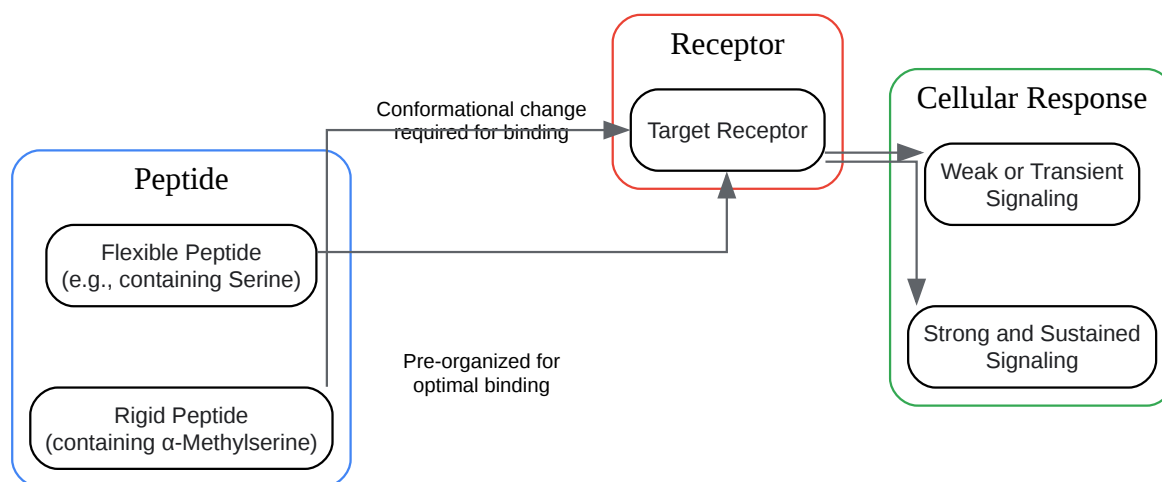 Receptor
Conformational change
required for binding
Target Receptor
Cellular Response
Weak or Transient
Signaling
Peptide
Flexible Peptide
(e.g., containing Serine)
Strong and Sustained
Signaling
Pre-organized for
optimal binding
Rigid Peptide
(containing α-Methylserine)